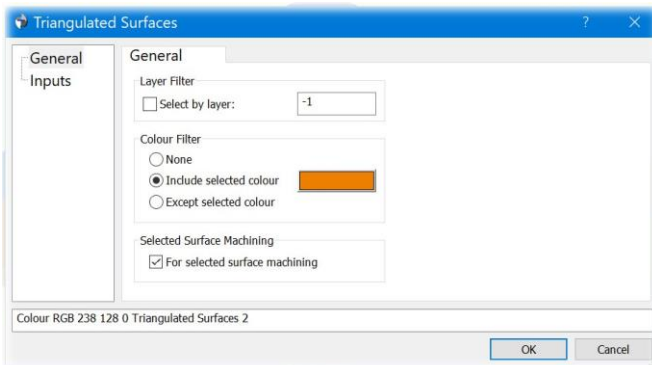 Triangulated Surfaces
General
Inputs
General
Layer Filter
Select by layer: -1
Colour Filter
None
Include selected colour
Except selected colour
Selected Surface Machining
For selected surface machining
Colour RGB 238 128 0 Triangulated Surfaces 2
OK Cancel